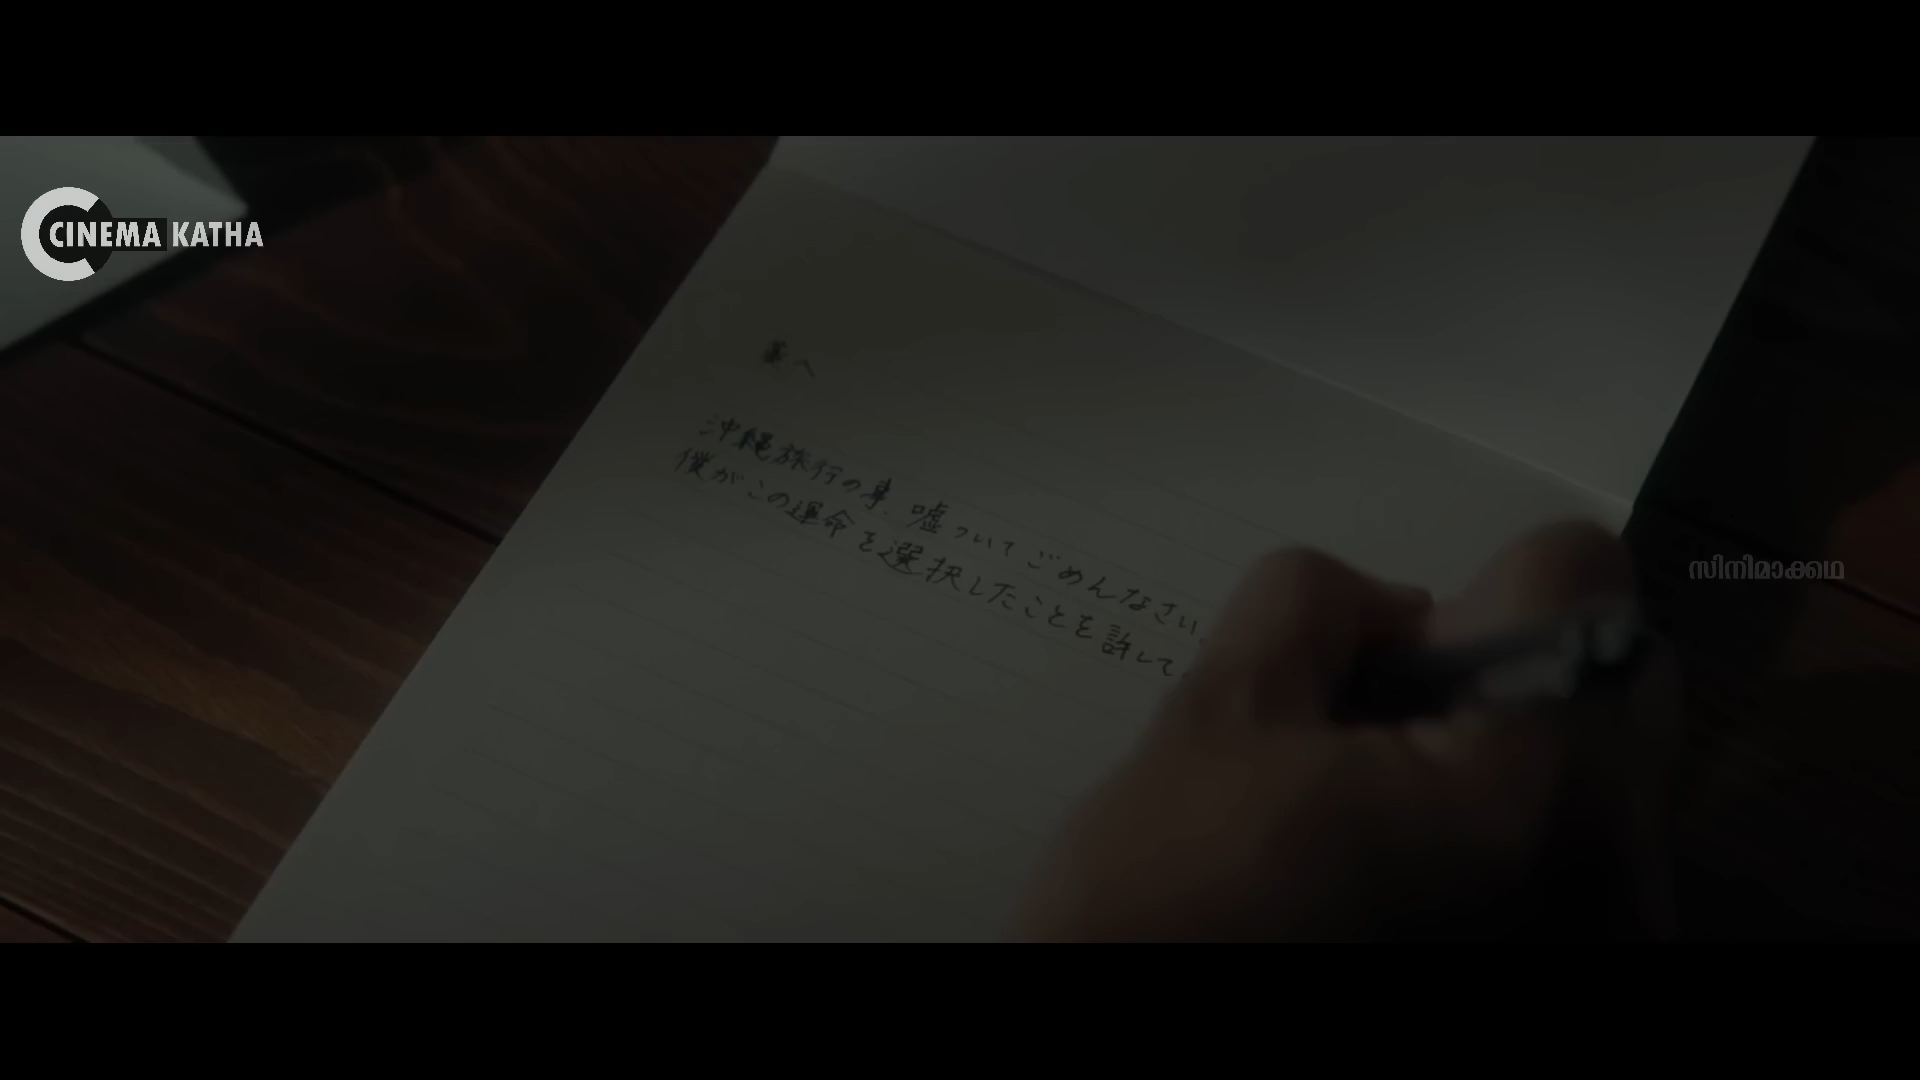 CINEMA KATHA
へ
沖縄旅行の事、嘘ついてごめんなさい。
僕がこの運命を選択したことを許して。
സിനിമാക്കഥ